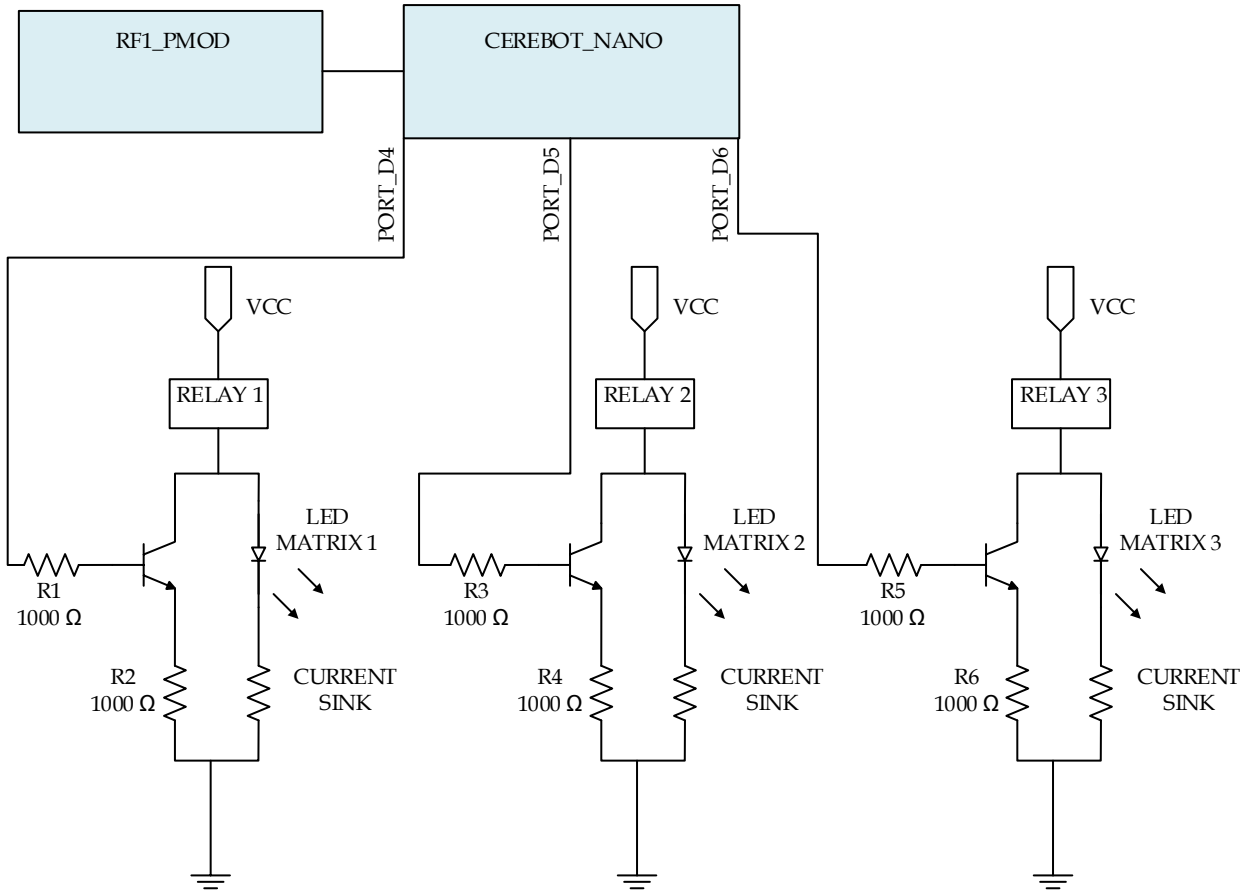 RF1_PMOD
CEREBOT_NANO
PORT_D4
PORT_D5
PORT_D6
VCC
VCC
VCC
RELAY 1
RELAY 2
RELAY 3
LED
MATRIX 1
LED
MATRIX 2
LED
MATRIX 3
R1
1000 Ω
R3
1000 Ω
R5
1000 Ω
R2
1000 Ω
CURRENT
SINK
R4
1000 Ω
CURRENT
SINK
R6
1000 Ω
CURRENT
SINK